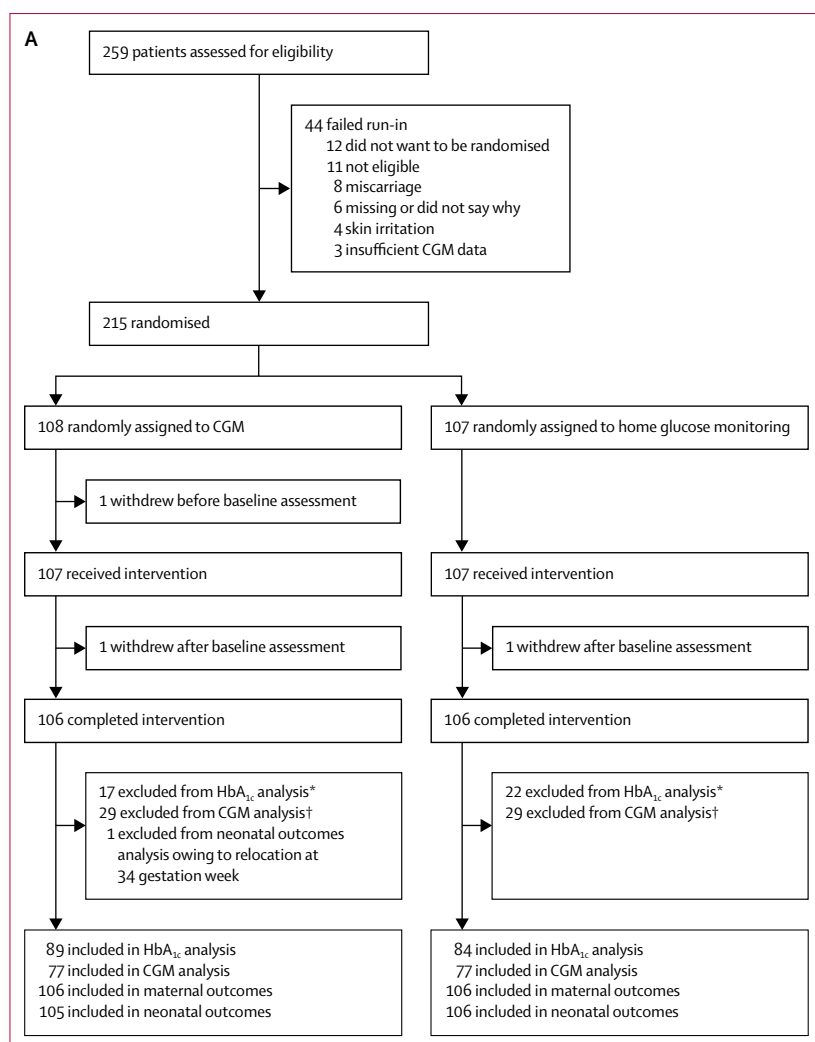 A
259 patients assessed for eligibility
44 failed run-in
12 did not want to be randomised
11 not eligible
8 miscarriage
6 missing or did not say why
4 skin irritation
3 insufficient CGM data
215 randomised
108 randomly assigned to CGM
107 randomly assigned to home glucose monitoring
1 withdrew before baseline assessment
107 received intervention
107 received intervention
1 withdrew after baseline assessment
1 withdrew after baseline assessment
106 completed intervention
106 completed intervention
17 excluded from HbA1c analysis*
29 excluded from CGM analysis†
1 excluded from neonatal outcomes
analysis owing to relocation at
34 gestation week
22 excluded from HbA1c analysis*
29 excluded from CGM analysis†
89 included in HbA1c analysis
77 included in CGM analysis
106 included in maternal outcomes
105 included in neonatal outcomes
84 included in HbA1c analysis
77 included in CGM analysis
106 included in maternal outcomes
106 included in neonatal outcomes